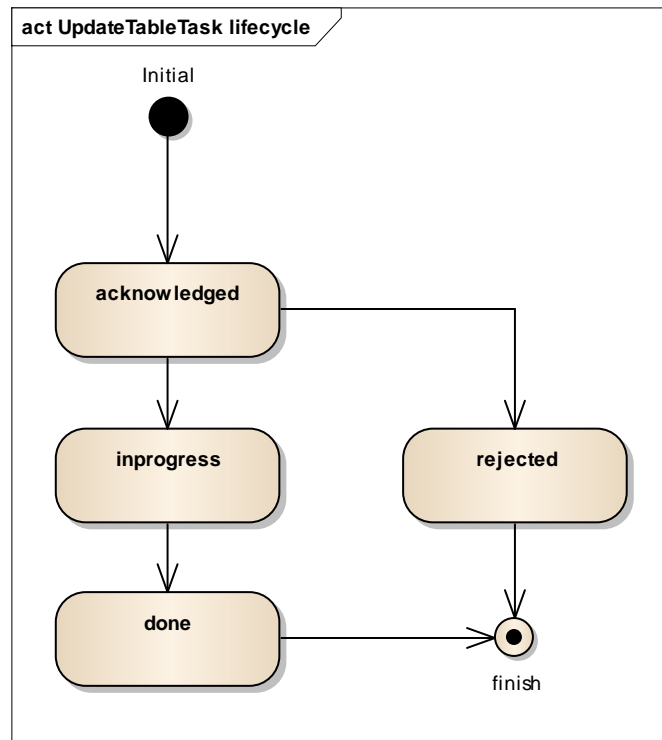 act UpdateTableTask lifecycle
Initial
acknowledged
inprogress
rejected
done
finish